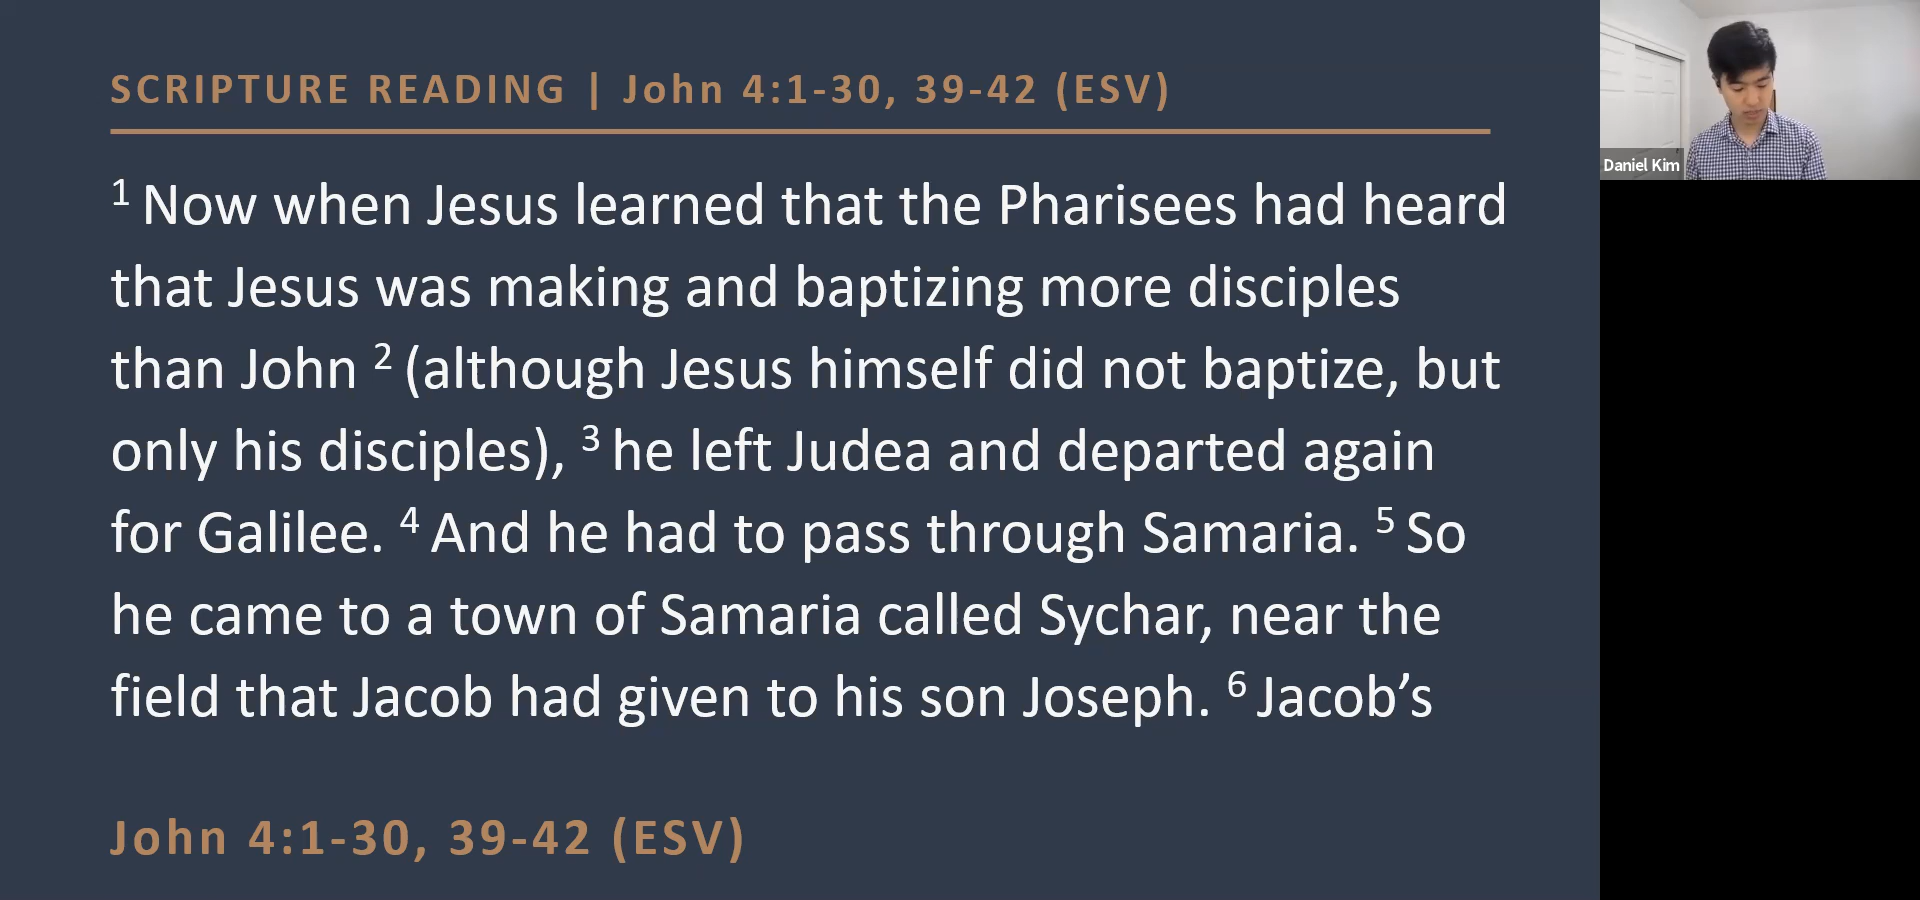 SCRIPTURE READING | John 4:1-30, 39-42 (ESV)
1 Now when Jesus learned that the Pharisees had heard
that Jesus was making and baptizing more disciples
than John 2 (although Jesus himself did not baptize, but
only his disciples), 3 he left Judea and departed again
for Galilee. 4 And he had to pass through Samaria. 5 So
he came to a town of Samaria called Sychar, near the
field that Jacob had given to his son Joseph. 6 Jacob’s
John 4:1-30, 39-42 (ESV)
Daniel Kim